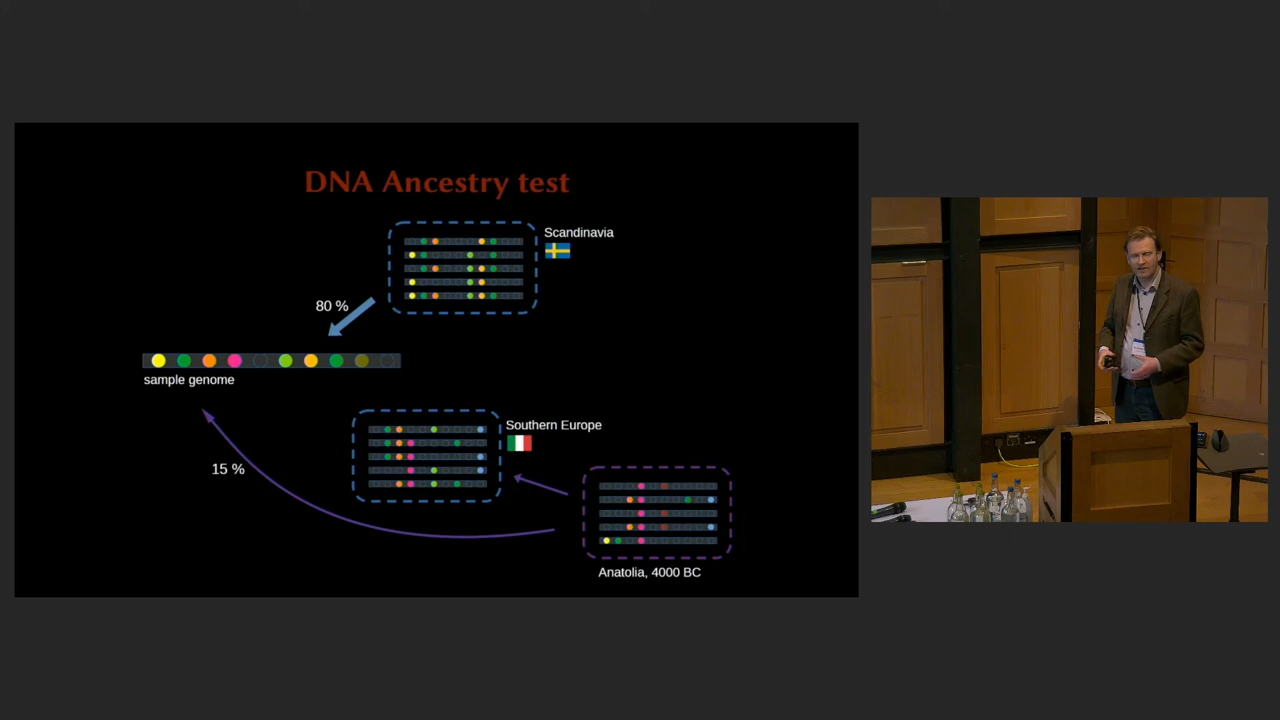 DNA Ancestry test
Scandinavia
80 %
sample genome
Southern Europe
15 %
Anatolia, 4000 BC